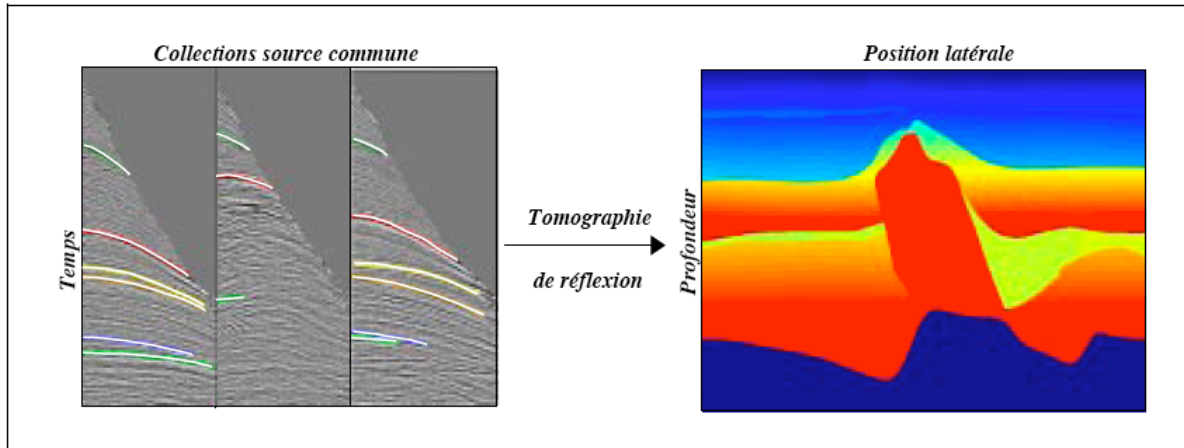 Collections source commune
Temps
Tomographie
de réflexion
Position latérale
Profondeur